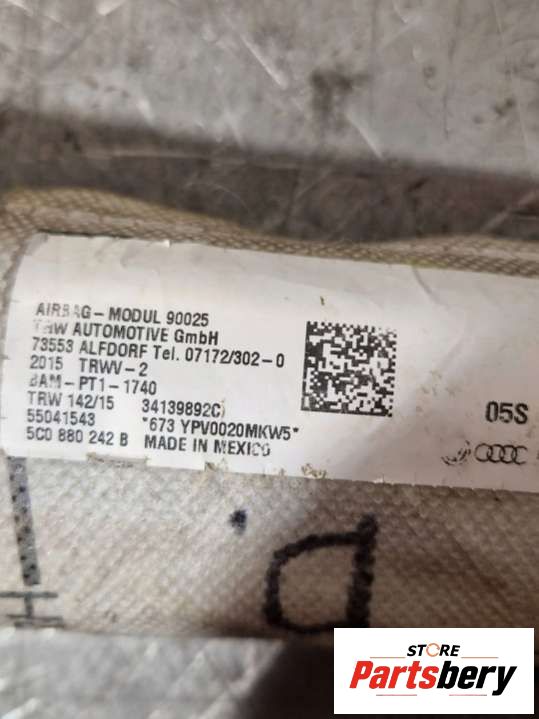 AIRBAG-MODUL 90025
TRW AUTOMOTIVE GmbH
73553 ALFDORF Tel. 07172/302-0
2015 TRWV-2
BAM-PT1-1740
TRW 142/15 34139892C
55041543 *673 YPV0020MKW5*
5C0 880 242 B MADE IN MEXICO
05S
D
H
STORE
Partsbery